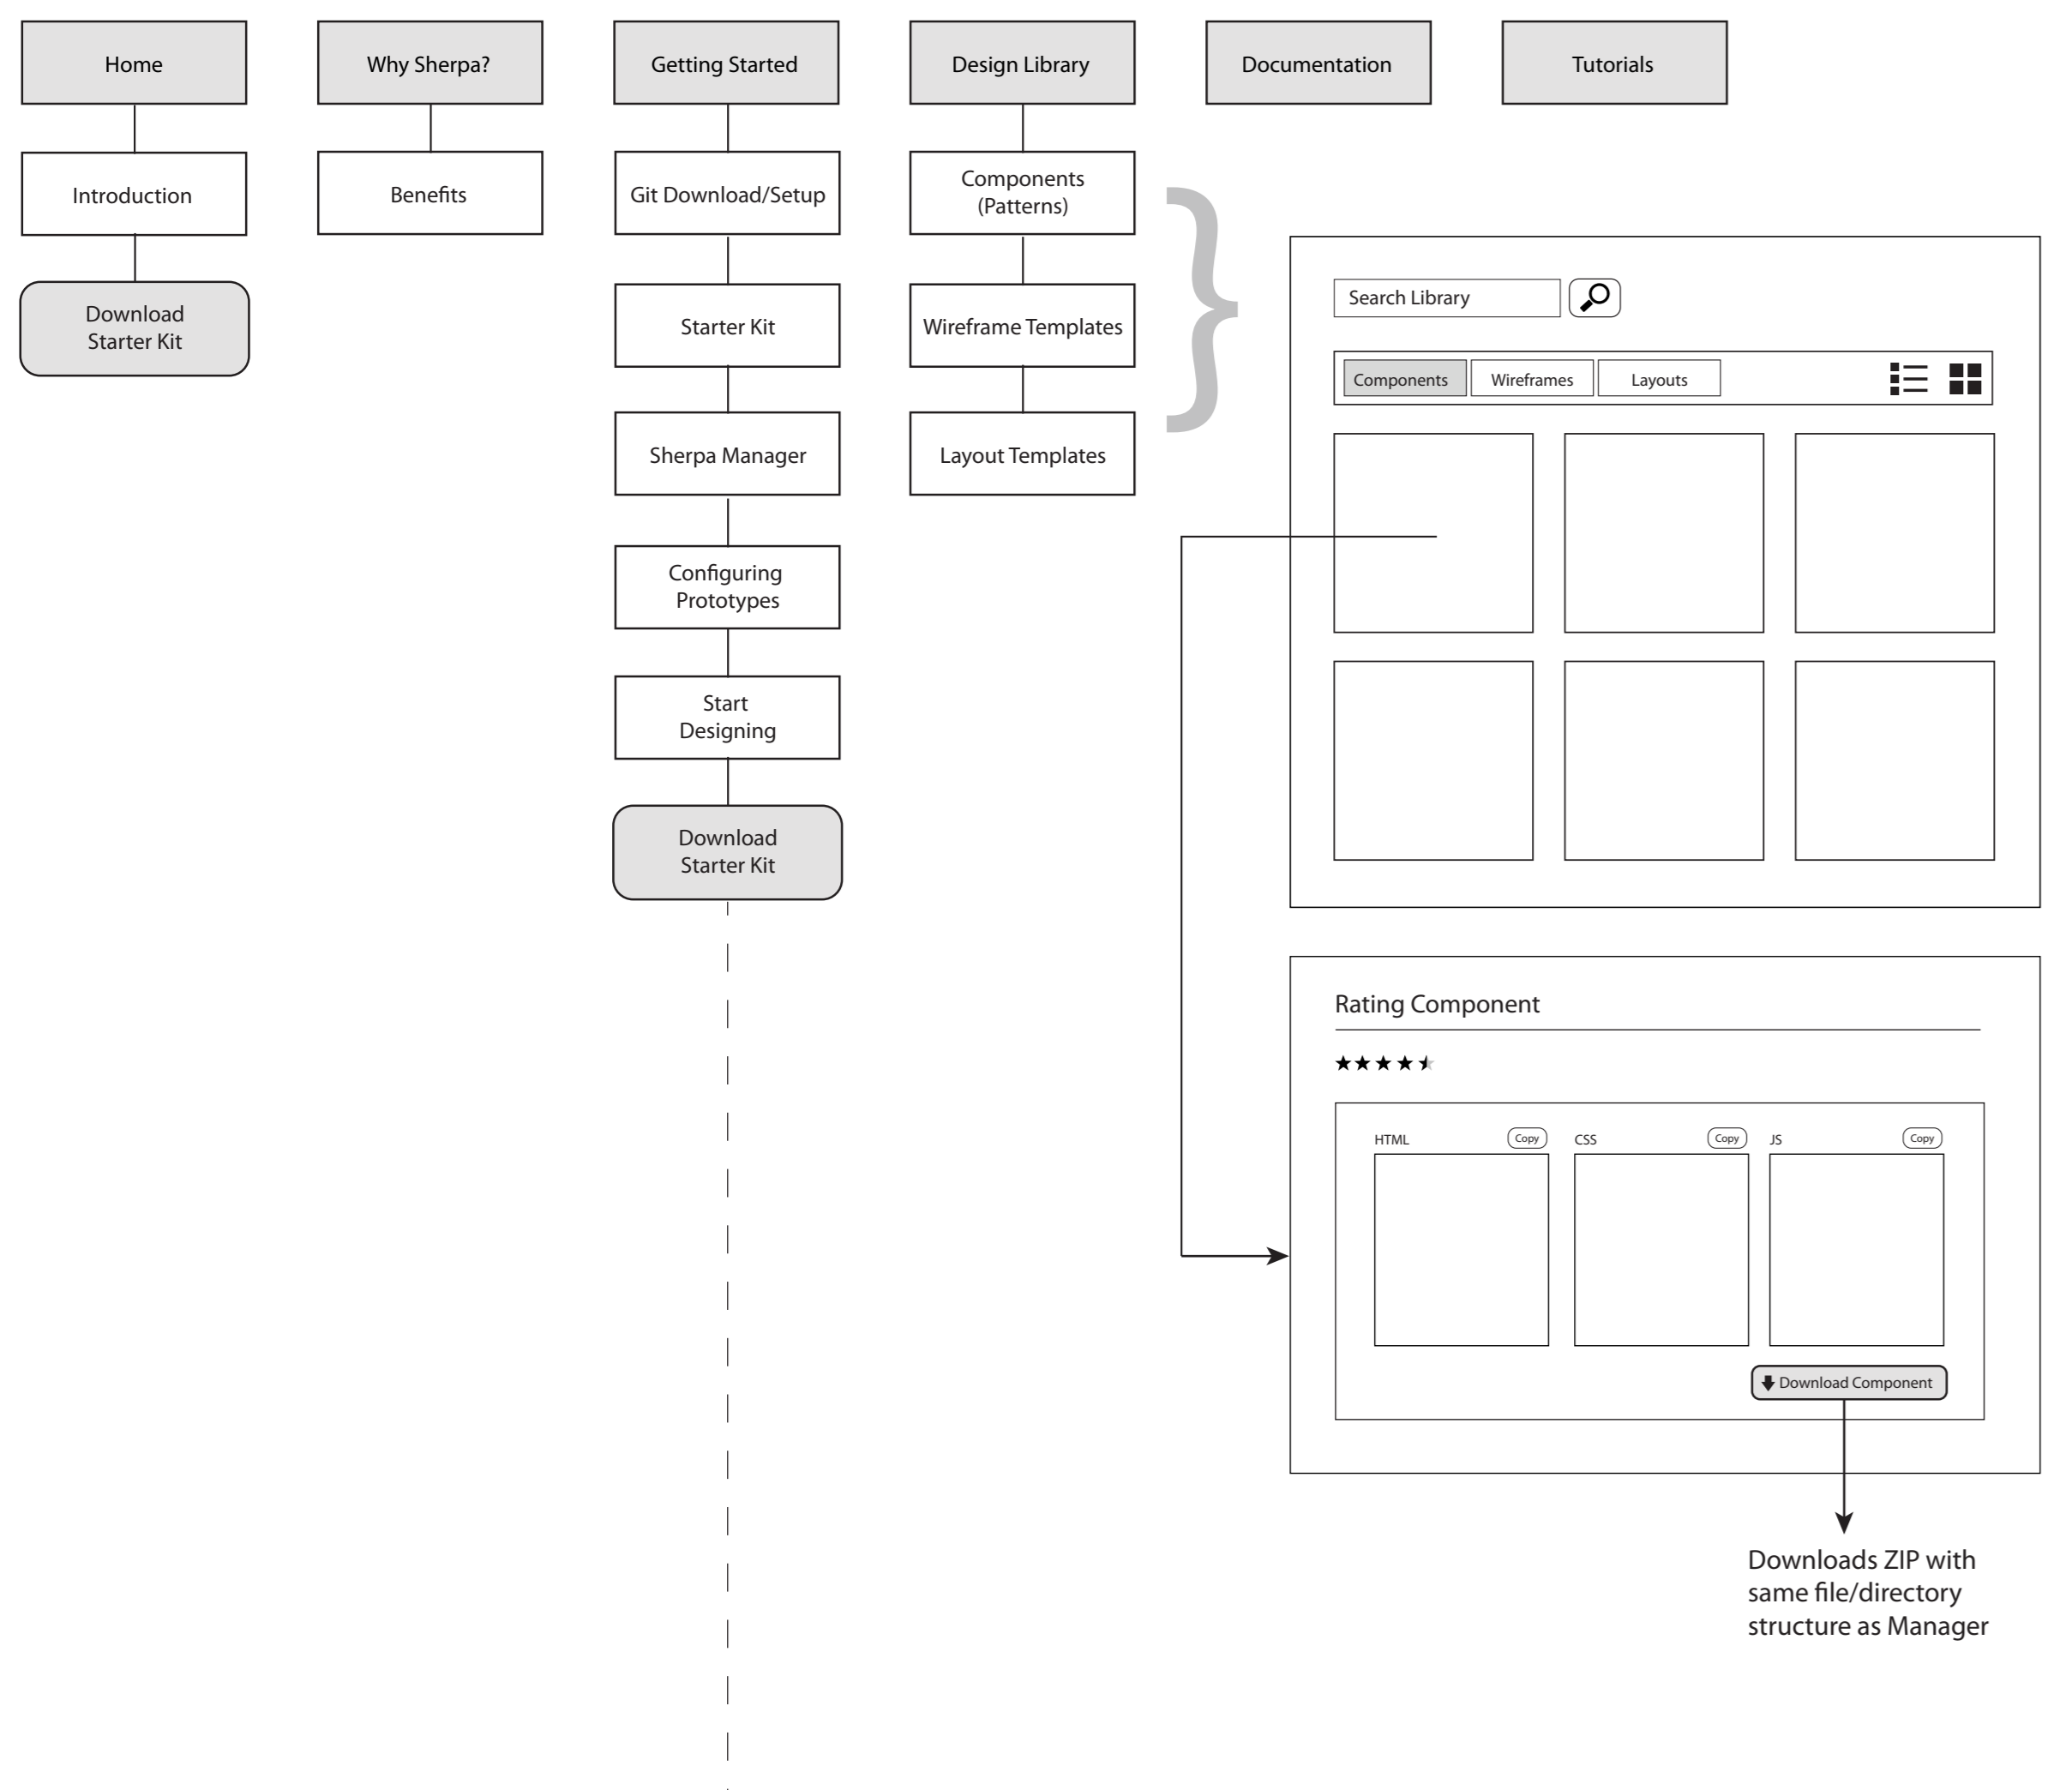 Home
Why Sherpa?
Getting Started
Design Library
Documentation
Tutorials
Introduction
Download
Starter Kit
Benefits
Git Download/Setup
Starter Kit
Sherpa Manager
Configuring
Prototypes
Start
Designing
Download
Starter Kit
Components
(Patterns)
Wireframe Templates
Layout Templates
Search Library
Components
Wireframes
Layouts
Rating Component
HTML
Copy
CSS
Copy
JS
Copy
Download Component
Downloads ZIP with
same file/directory
structure as Manager